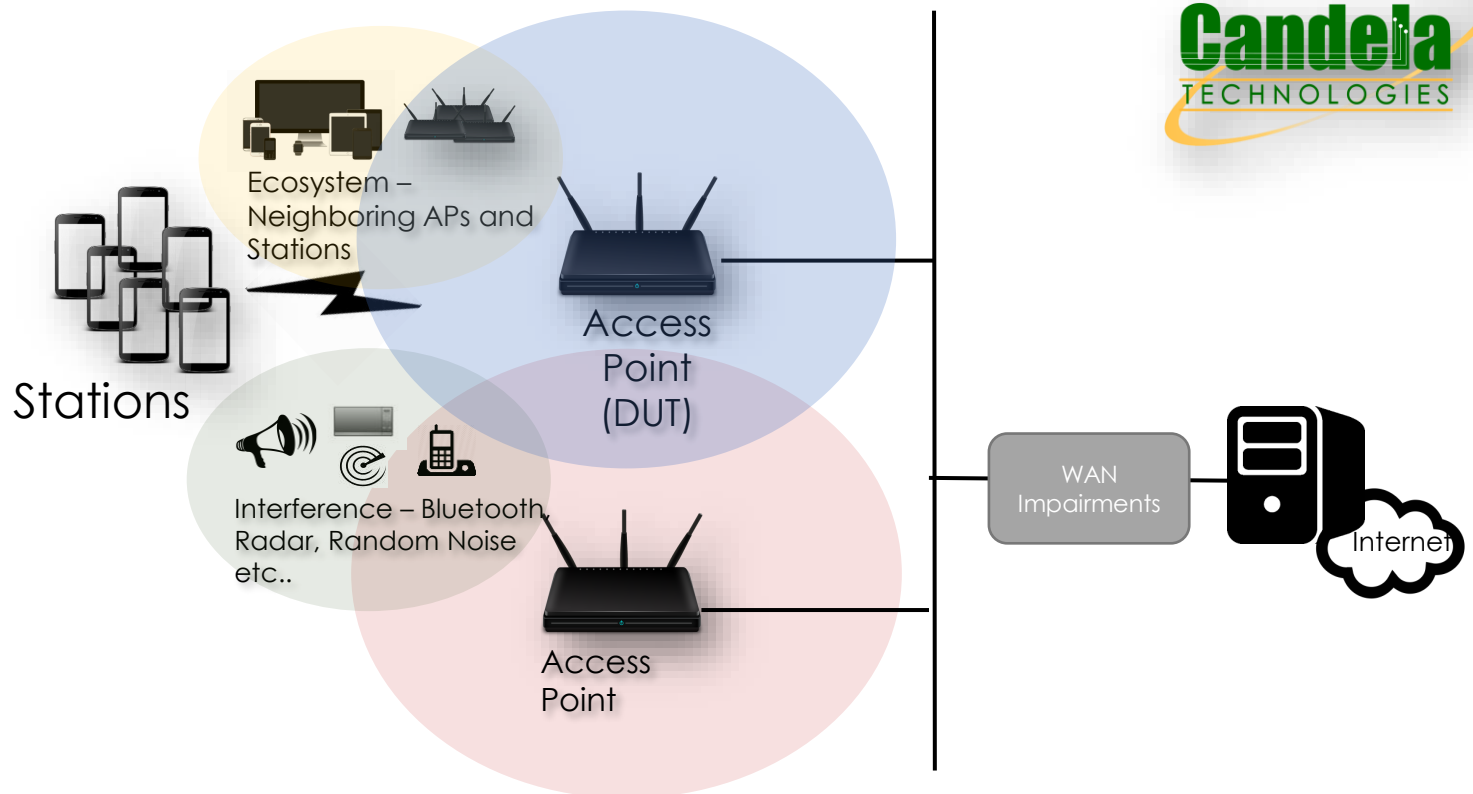 Candela
TECHNOLOGIES
Ecosystem –
Neighboring APs and
Stations
Stations
Access
Point
(DUT)
Interference – Bluetooth,
Radar, Random Noise
etc..
Access
Point
WAN
Impairments
Internet